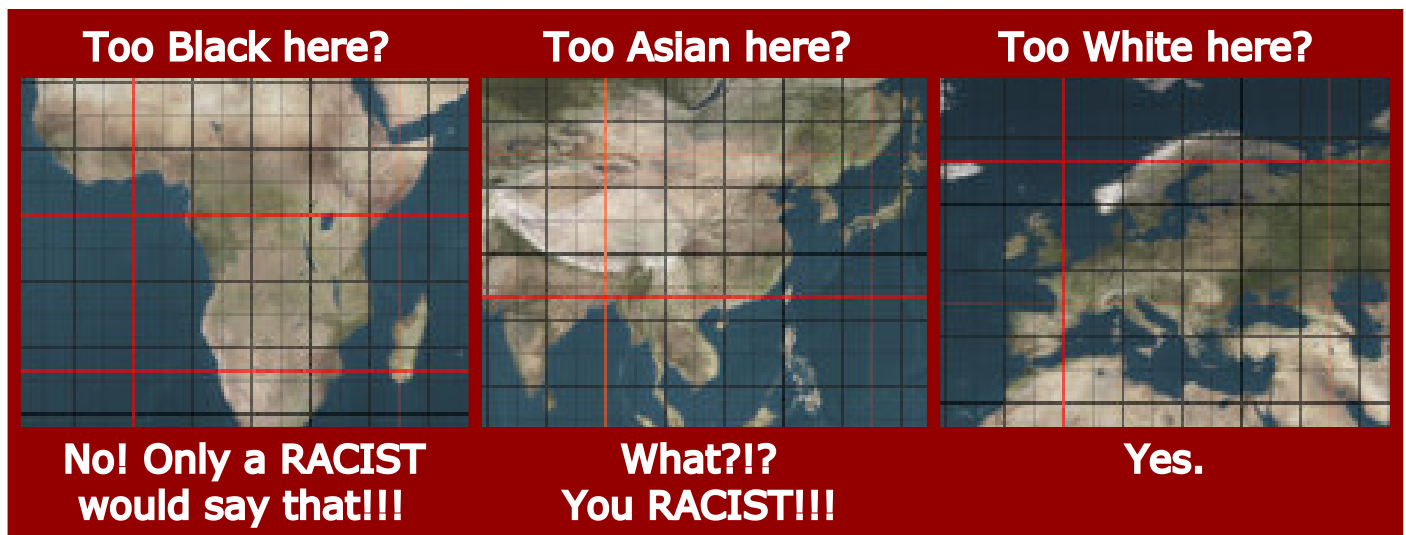 Too Black here?
Too Asian here?
Too White here?
No! Only a RACIST
would say that!!!
What?!?
You RACIST!!!
Yes.